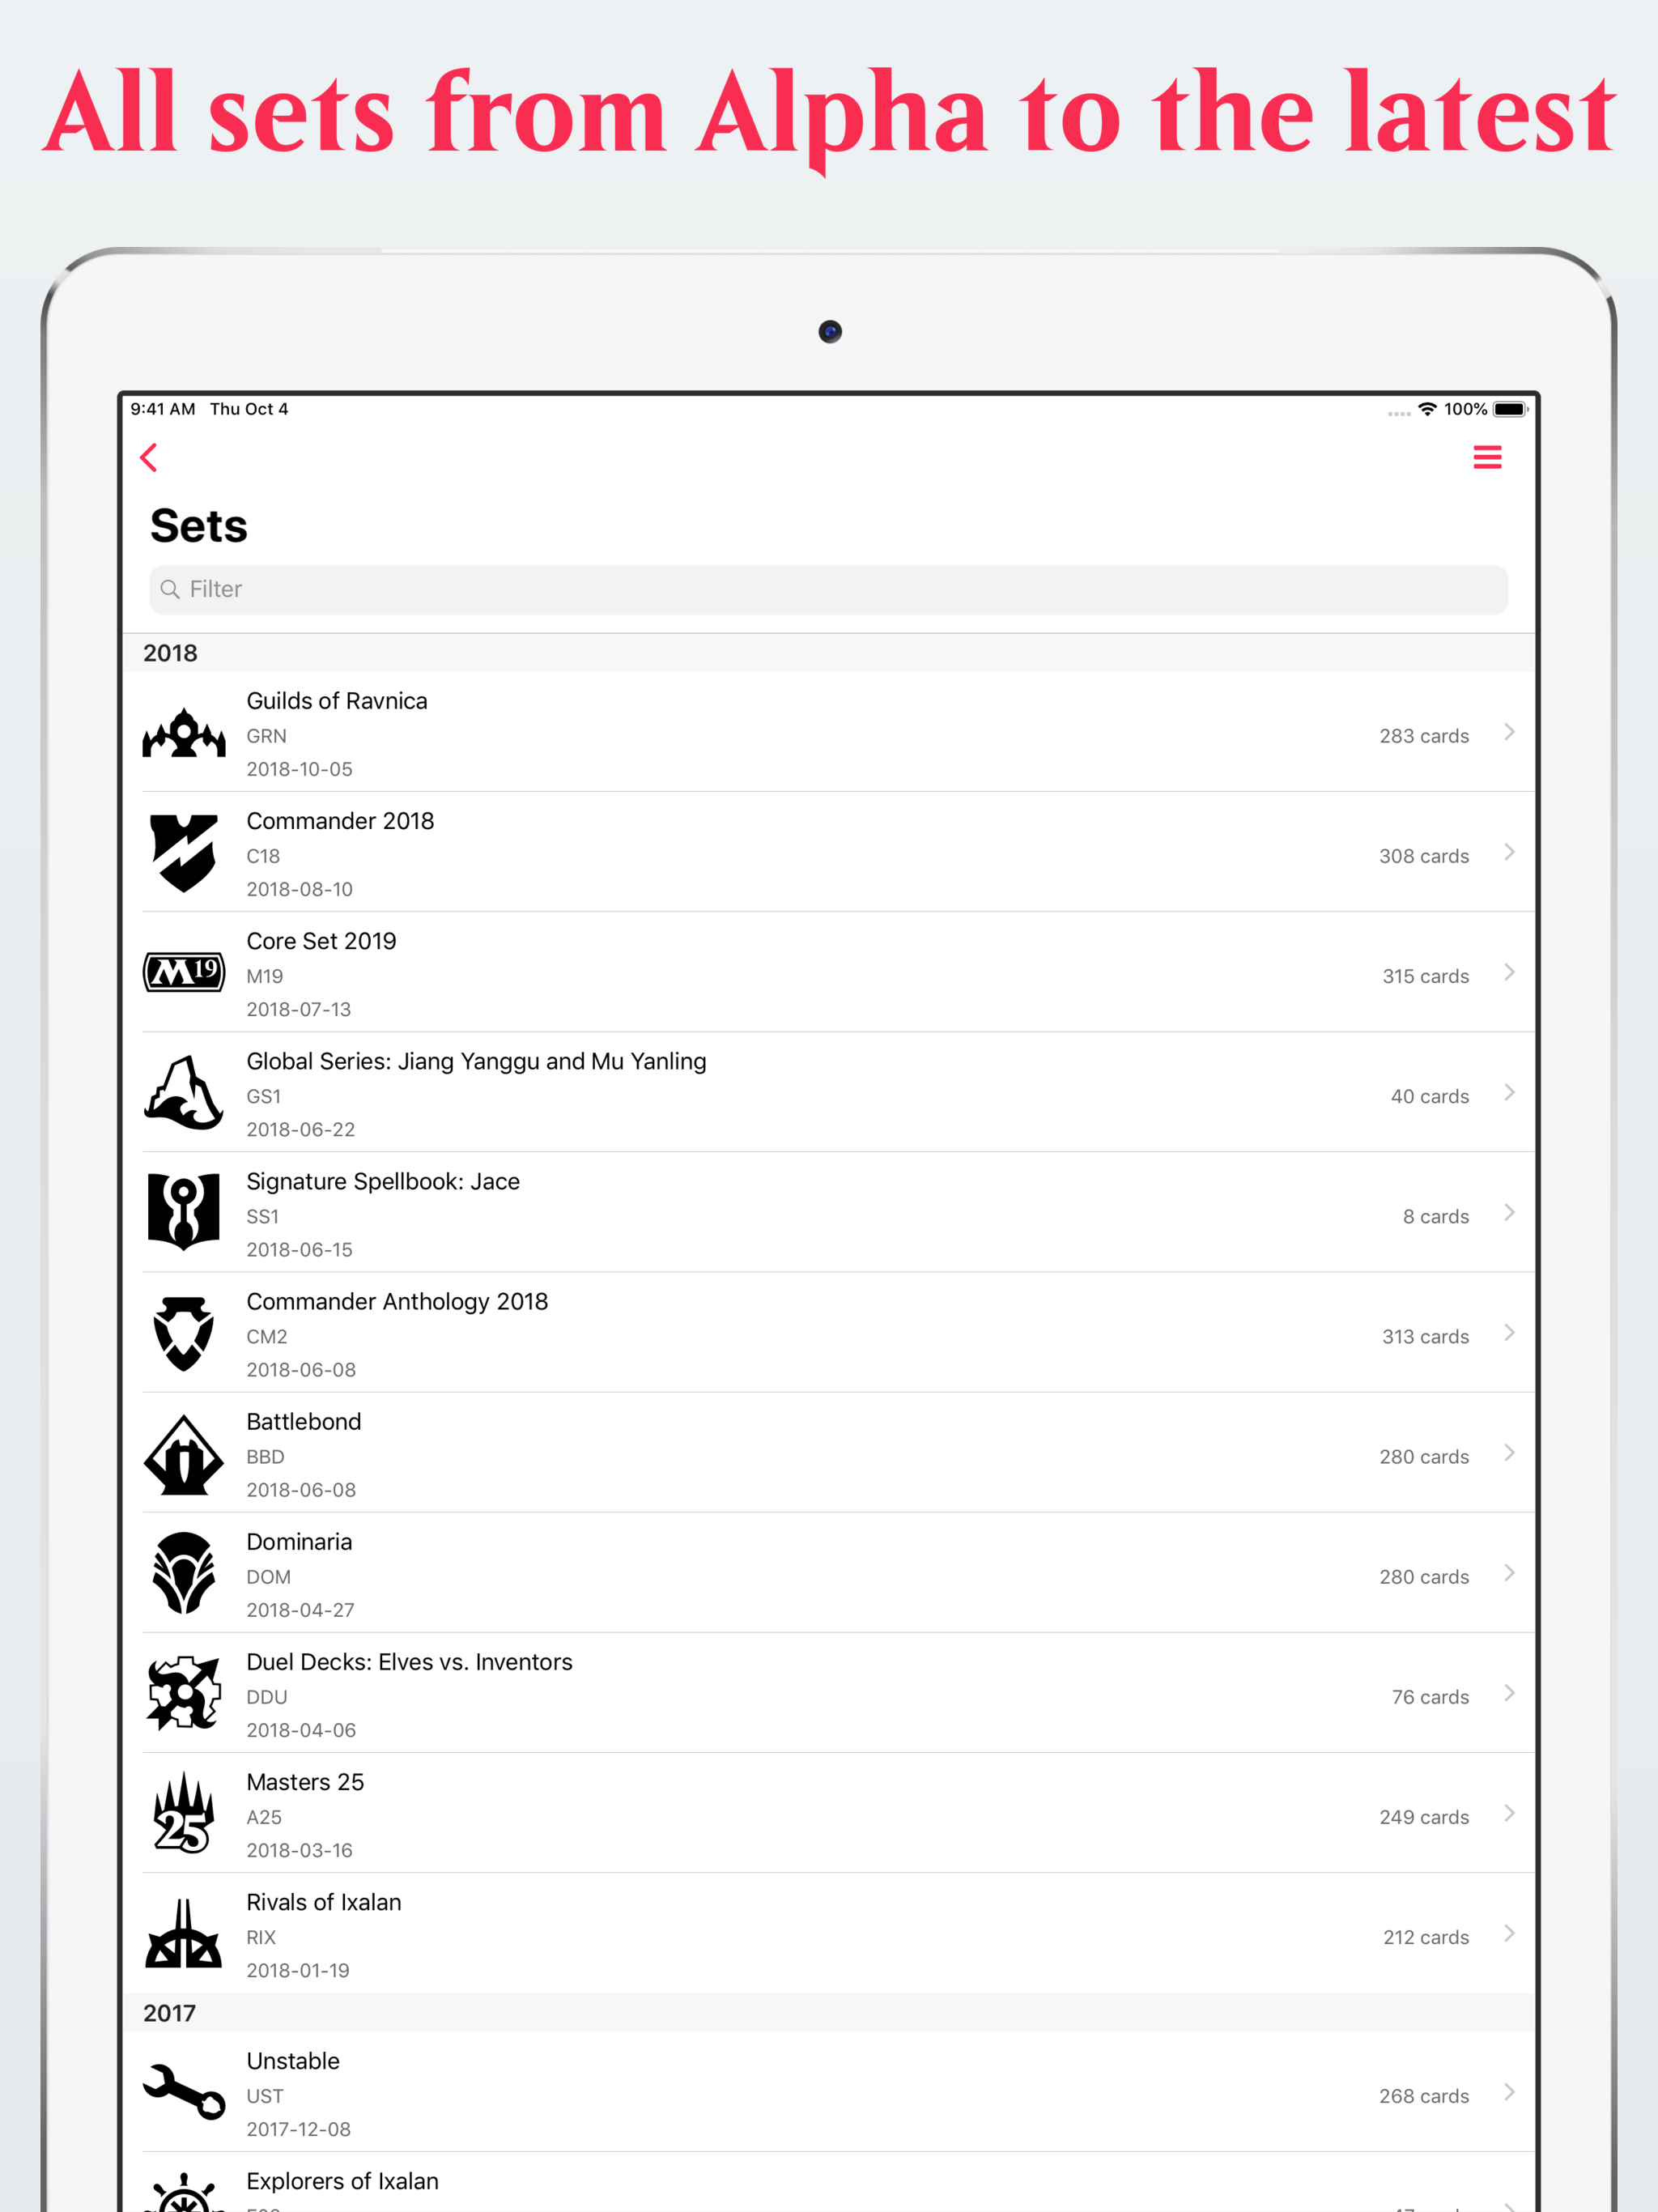 All sets from Alpha to the latest
9:41 AM Thu Oct 4 100%
Sets
Filter
2018
Guilds of Ravnica
GRN
283 cards
2018-10-05
Commander 2018
C18
308 cards
2018-08-10
M19
Core Set 2019
M19
315 cards
2018-07-13
Global Series: Jiang Yanggu and Mu Yanling
GS1
40 cards
2018-06-22
Signature Spellbook: Jace
SS1
8 cards
2018-06-15
Commander Anthology 2018
CM2
313 cards
2018-06-08
Battlebond
BBD
280 cards
2018-06-08
Dominaria
DOM
280 cards
2018-04-27
Duel Decks: Elves vs. Inventors
DDU
76 cards
2018-04-06
25
Masters 25
A25
249 cards
2018-03-16
Rivals of Ixalan
RIX
212 cards
2018-01-19
2017
Unstable
UST
268 cards
2017-12-08
Explorers of Ixalan